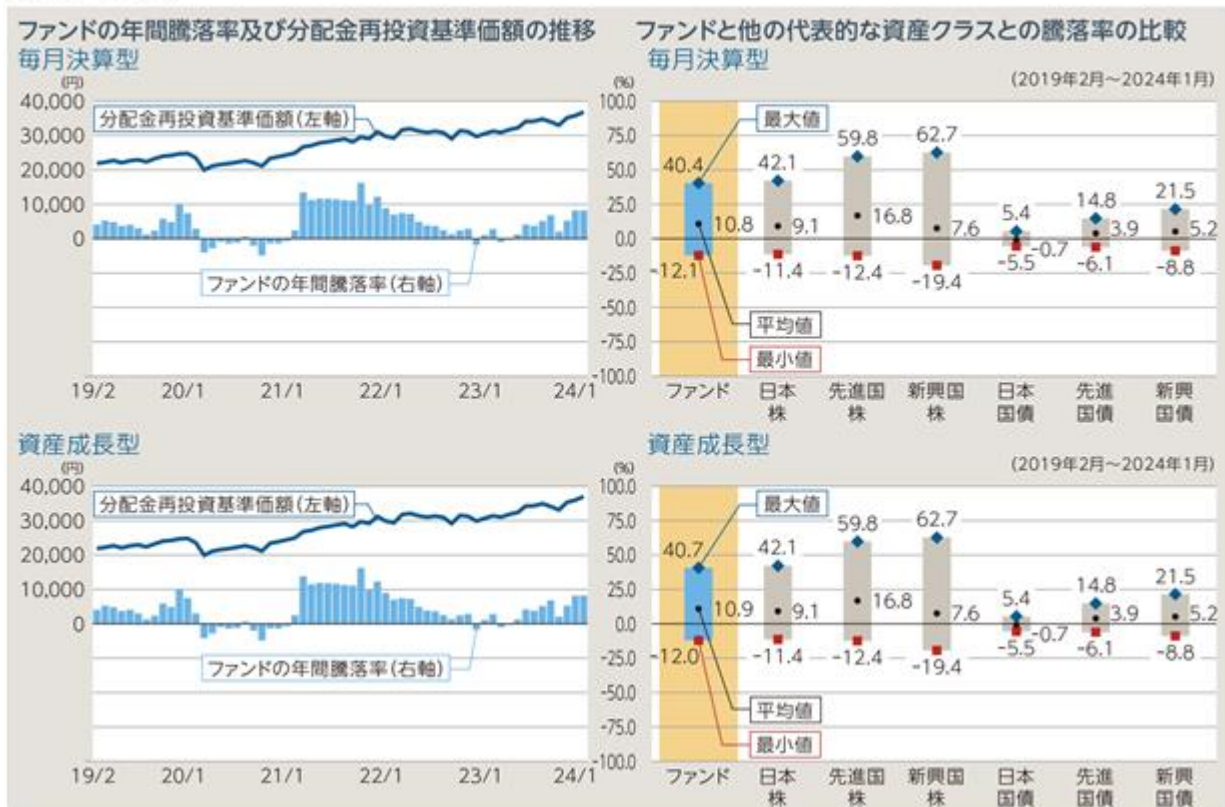 ファンドの年間騰落率及び分配金再投資基準価額の推移
毎月決算型
(円)
(%)
40,000
30,000
20,000
10,000
0
100.0
75.0
50.0
25.0
0.0
-25.0
-50.0
-75.0
-100.0
分配金再投資基準価額(左軸)
ファンドの年間騰落率(右軸)
19/2 20/1 21/1 22/1 23/1 24/1
ファンドと他の代表的な資産クラスとの騰落率の比較
毎月決算型
(2019年2月~2024年1月)
最大値
40.4 42.1 59.8 62.7 5.4 14.8 21.5
10.8 9.1 16.8 7.6 -0.7 3.9 5.2
-12.1 -11.4 -12.4 -19.4 -5.5 -6.1 -8.8
平均値
最小値
ファンド 日本 先進国 新興国 日本 先進 新興
株 株 株 国債 国債 国債
資産成長型
(円)
(%)
40,000
30,000
20,000
10,000
0
100.0
75.0
50.0
25.0
0.0
-25.0
-50.0
-75.0
-100.0
分配金再投資基準価額(左軸)
ファンドの年間騰落率(右軸)
19/2 20/1 21/1 22/1 23/1 24/1
資産成長型
(2019年2月~2024年1月)
最大値
40.7 42.1 59.8 62.7 5.4 14.8 21.5
10.9 9.1 16.8 7.6 -0.7 3.9 5.2
-12.0 -11.4 -12.4 -19.4 -5.5 -6.1 -8.8
平均値
最小値
ファンド 日本 先進国 新興国 日本 先進 新興
株 株 株 国債 国債 国債